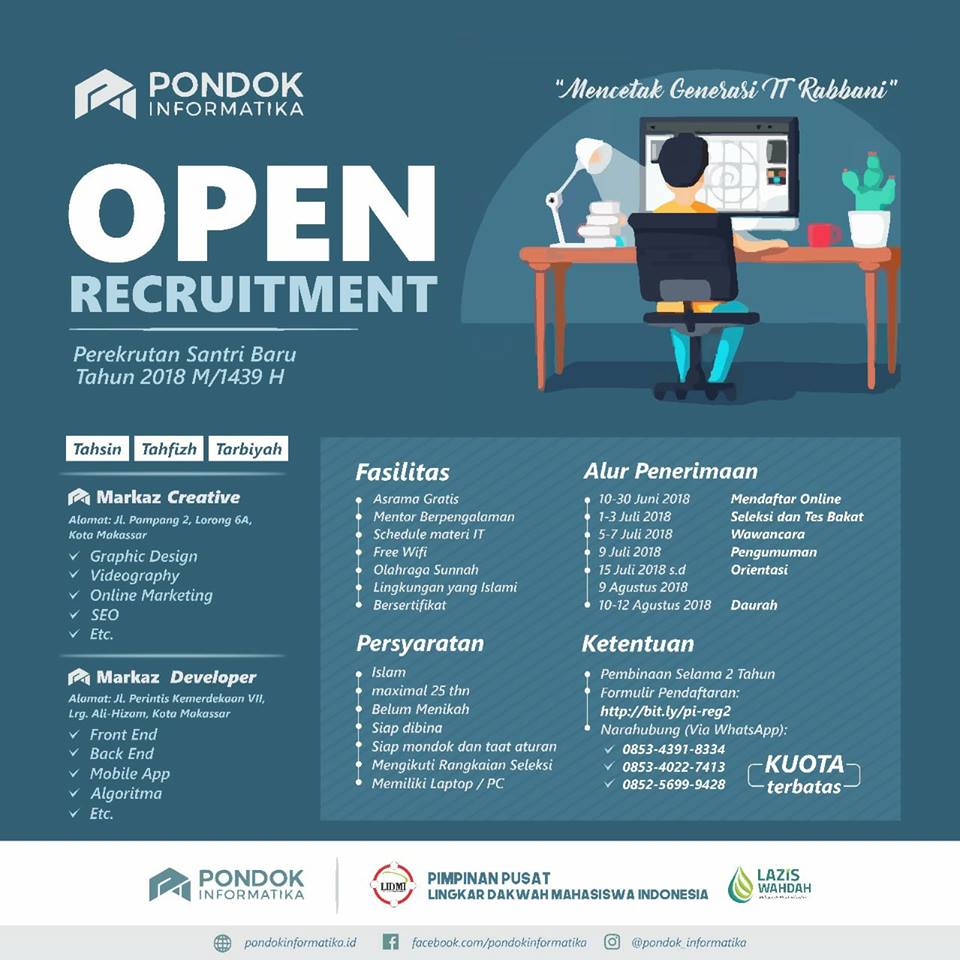 PONDOK
INFORMATIKA
"Mencetak Generasi IT Rabbani"
OPEN
RECRUITMENT
Perekrutan Santri Baru
Tahun 2018 M/1439 H
Tahsin Tahfizh Tarbiyah
Markaz Creative
Alamat: Jl. Pampang 2, Lorong 6A,
Kota Makassar
Graphic Design
Videography
Online Marketing
SEO
Etc.
Markaz Developer
Alamat: Jl. Perintis Kemerdekaan VII,
Lrg. Ali-Hizam, Kota Makassar
Front End
Back End
Mobile App
Algoritma
Etc.
Fasilitas
Asrama Gratis
Mentor Berpengalaman
Schedule materi IT
Free Wifi
Olahraga Sunnah
Lingkungan yang Islami
Bersertifikat
Alur Penerimaan
10-30 Juni 2018 Mendaftar Online
1-3 Juli 2018 Seleksi dan Tes Bakat
5-7 Juli 2018 Wawancara
9 Juli 2018 Pengumuman
15 Juli 2018 s.d Orientasi
9 Agustus 2018
10-12 Agustus 2018 Daurah
Persyaratan
Islam
maximal 25 thn
Belum Menikah
Siap dibina
Siap mondok dan taat aturan
Mengikuti Rangkaian Seleksi
Memiliki Laptop / PC
Ketentuan
Pembinaan Selama 2 Tahun
Formulir Pendaftaran:
http://bit.ly/pi-reg2
Narahubung (Via WhatsApp):
0853-4391-8334
0853-4022-7413
0852-5699-9428
KUOTA
terbatas
PONDOK
INFORMATIKA
LIDMI
PIMPINAN PUSAT
LINGKAR DAKWAH MAHASISWA INDONESIA
LAZIS
WAHDAH
pondokinformatika.id facebook.com/pondokinformatika @pondok_informatika